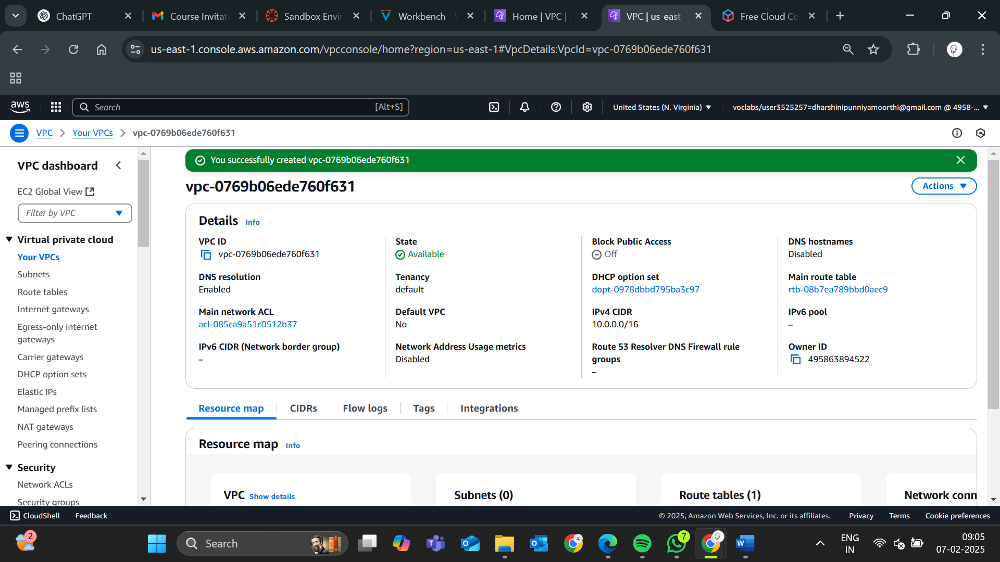 ChatGPT
Course Invitati
Sandbox Envir
Workbench - V
Home | VPC |
VPC | us-east-
Free Cloud Co
us-east-1.console.aws.amazon.com/vpcconsole/home?region=us-east-1#VpcDetails:VpcId=vpc-0769b06ede760f631
aws
Search
[Alt+S]
United States (N. Virginia)
voclabs/user3525257=dharshinipunniyamoorthi@gmail.com @ 4958-...
VPC
Your VPCs
vpc-0769b06ede760f631
VPC dashboard
EC2 Global View
Filter by VPC
Virtual private cloud
Your VPCs
Subnets
Route tables
Internet gateways
Egress-only internet
gateways
Carrier gateways
DHCP option sets
Elastic IPs
Managed prefix lists
NAT gateways
Peering connections
Security
Network ACLs
Security groups
You successfully created vpc-0769b06ede760f631
vpc-0769b06ede760f631
Actions
Details Info
VPC ID
vpc-0769b06ede760f631
State
Available
Block Public Access
Off
DNS hostnames
Disabled
DNS resolution
Enabled
Tenancy
default
DHCP option set
dopt-0978dbbd795ba3c97
Main route table
rtb-08b7ea789bbd0aec9
Main network ACL
acl-085ca9a51c0512b37
Default VPC
No
IPv4 CIDR
10.0.0.0/16
IPv6 pool
–
IPv6 CIDR (Network border group)
–
Network Address Usage metrics
Disabled
Route 53 Resolver DNS Firewall rule
groups
–
Owner ID
495863894522
Resource map
CIDRs
Flow logs
Tags
Integrations
Resource map Info
VPC Show details
Subnets (0)
Route tables (1)
Network conn
CloudShell
Feedback
© 2025, Amazon Web Services, Inc. or its affiliates.
Privacy
Terms
Cookie preferences
2
Search
7
ENG
IN
09:05
07-02-2025